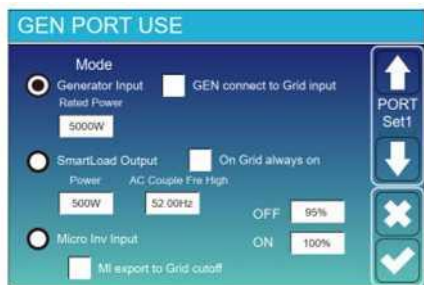 GEN PORT USE
Mode
Generator Input GEN connect to Grid input
Rated Power
5000W
PORT
Set1
SmartLoad Output On Grid always on
Power AC Couple Fre High
500W 52.00Hz
OFF 95%
Micro Inv Input ON 100%
MI export to Grid cutoff